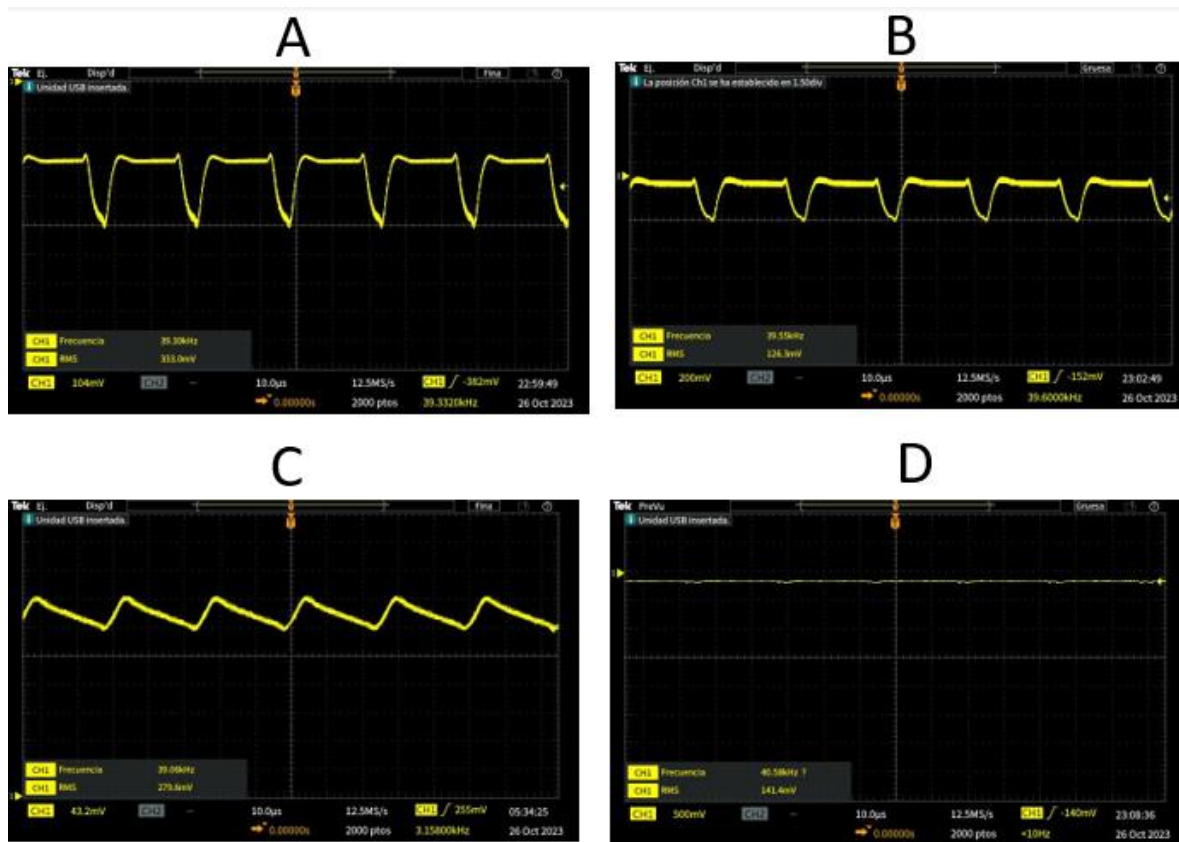 A
Tek Ej. Disp'd Fina
Unidad USB insertada.
CH1 Frecuencia 39.30kHz
CH1 RMS 333.0mV
CH1 104mV CH2 10.0µs 12.5MS/s CH1 -382mV 22:59:49
0.00000s 2000 ptos 39.3320kHz 26 Oct 2023
B
Tek Ej. Disp'd Gruesa
La posición Ch1 se ha establecido en 1.50div
CH1 Frecuencia 39.55kHz
CH1 RMS 126.3mV
CH1 200mV CH2 10.0µs 12.5MS/s CH1 -152mV 23:02:49
0.00000s 2000 ptos 39.6000kHz 26 Oct 2023
C
Tek Ej. Disp'd Fina
Unidad USB insertada.
CH1 Frecuencia 39.06kHz
CH1 RMS 279.6mV
CH1 43.2mV CH2 10.0µs 12.5MS/s CH1 255mV 05:34:25
0.00000s 2000 ptos 3.15800kHz 26 Oct 2023
D
Tek PreVu Gruesa
Unidad USB insertada.
CH1 Frecuencia 40.58kHz ?
CH1 RMS 141.4mV
CH1 500mV CH2 10.0µs 12.5MS/s CH1 -140mV 23:08:36
0.00000s 2000 ptos <10Hz 26 Oct 2023